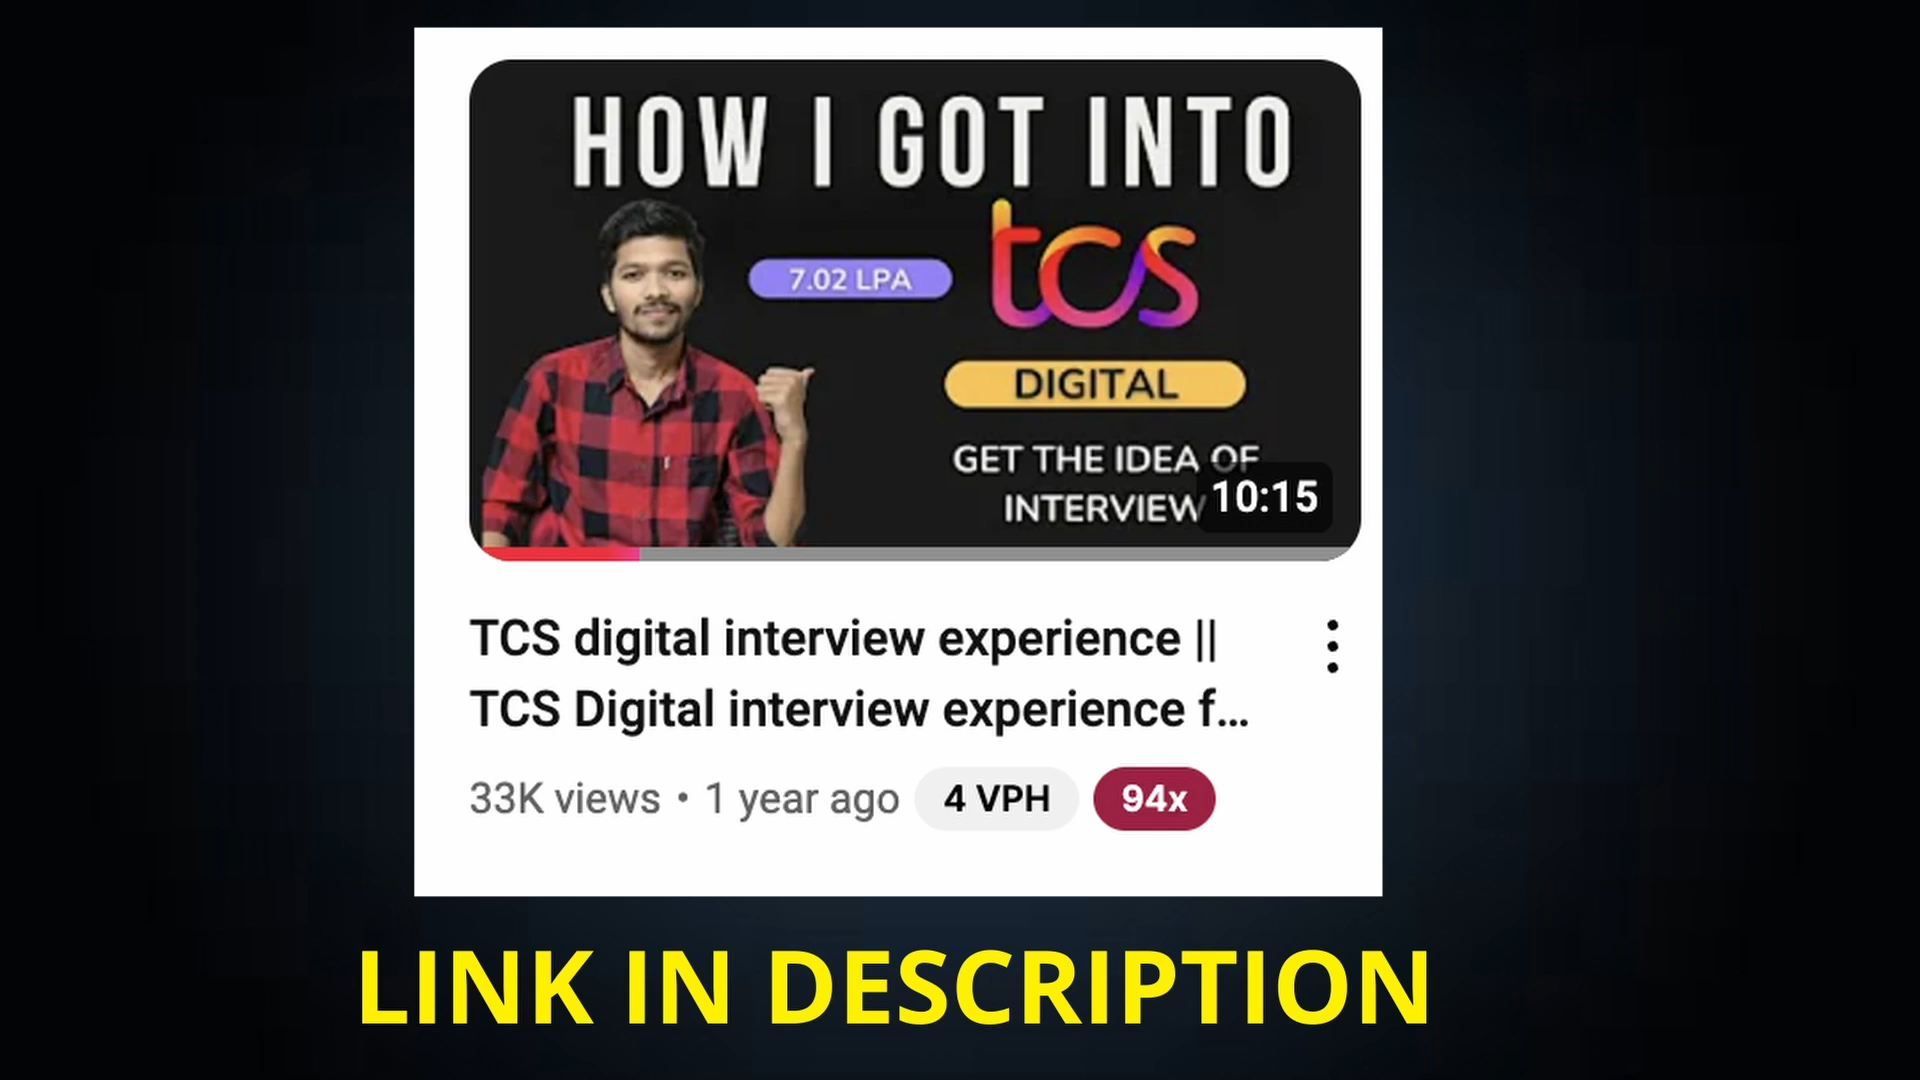 HOW I GOT INTO
tcs
7.02 LPA
DIGITAL
GET THE IDEA OF
INTERVIEW
10:15
TCS digital interview experience ||
TCS Digital interview experience f...
33K views • 1 year ago 4 VPH 94x
LINK IN DESCRIPTION